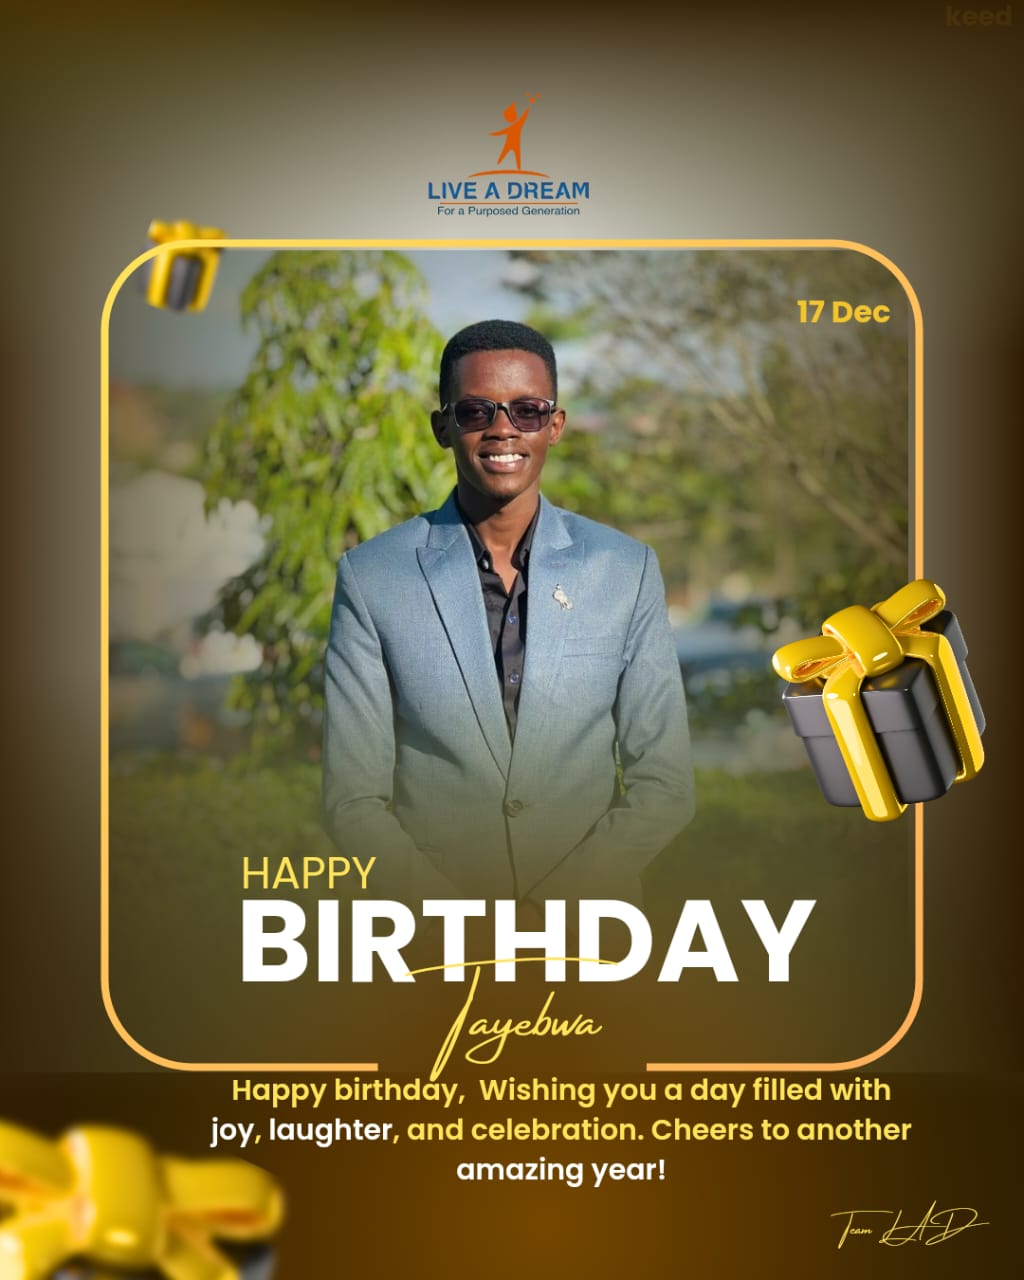 keed
LIVE A DREAM
For a Purposed Generation
17 Dec
HAPPY
BIRTHDAY
Tayebwa
Happy birthday,  Wishing you a day filled with
joy, laughter, and celebration. Cheers to another
amazing year!
Team LAD